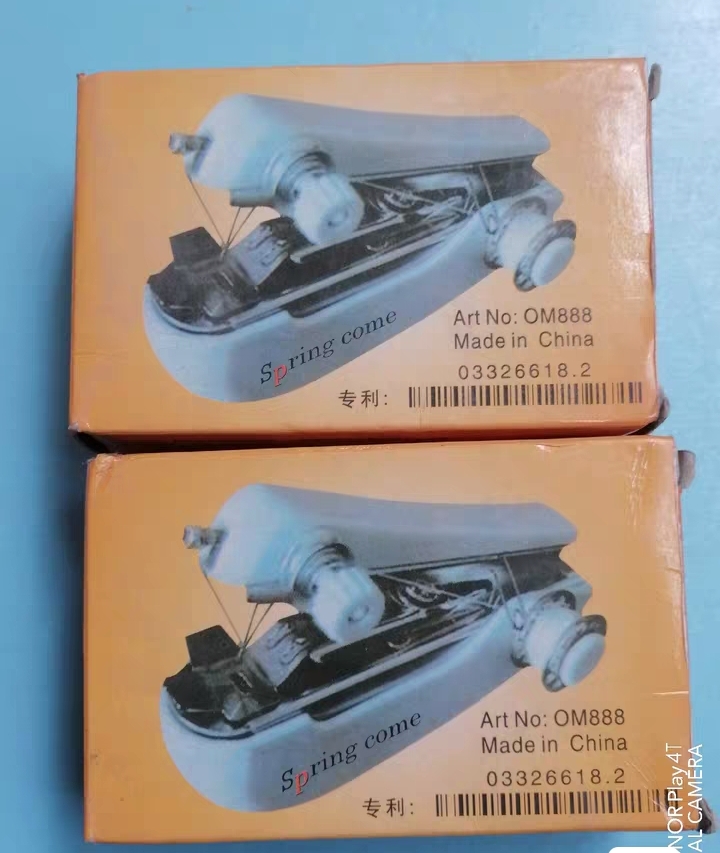 Spring come
Art No: OM888
Made in China
03326618.2
专利:
Spring come
Art No: OM888
Made in China
03326618.2
专利:
NOR Play4T
AL CAMERA